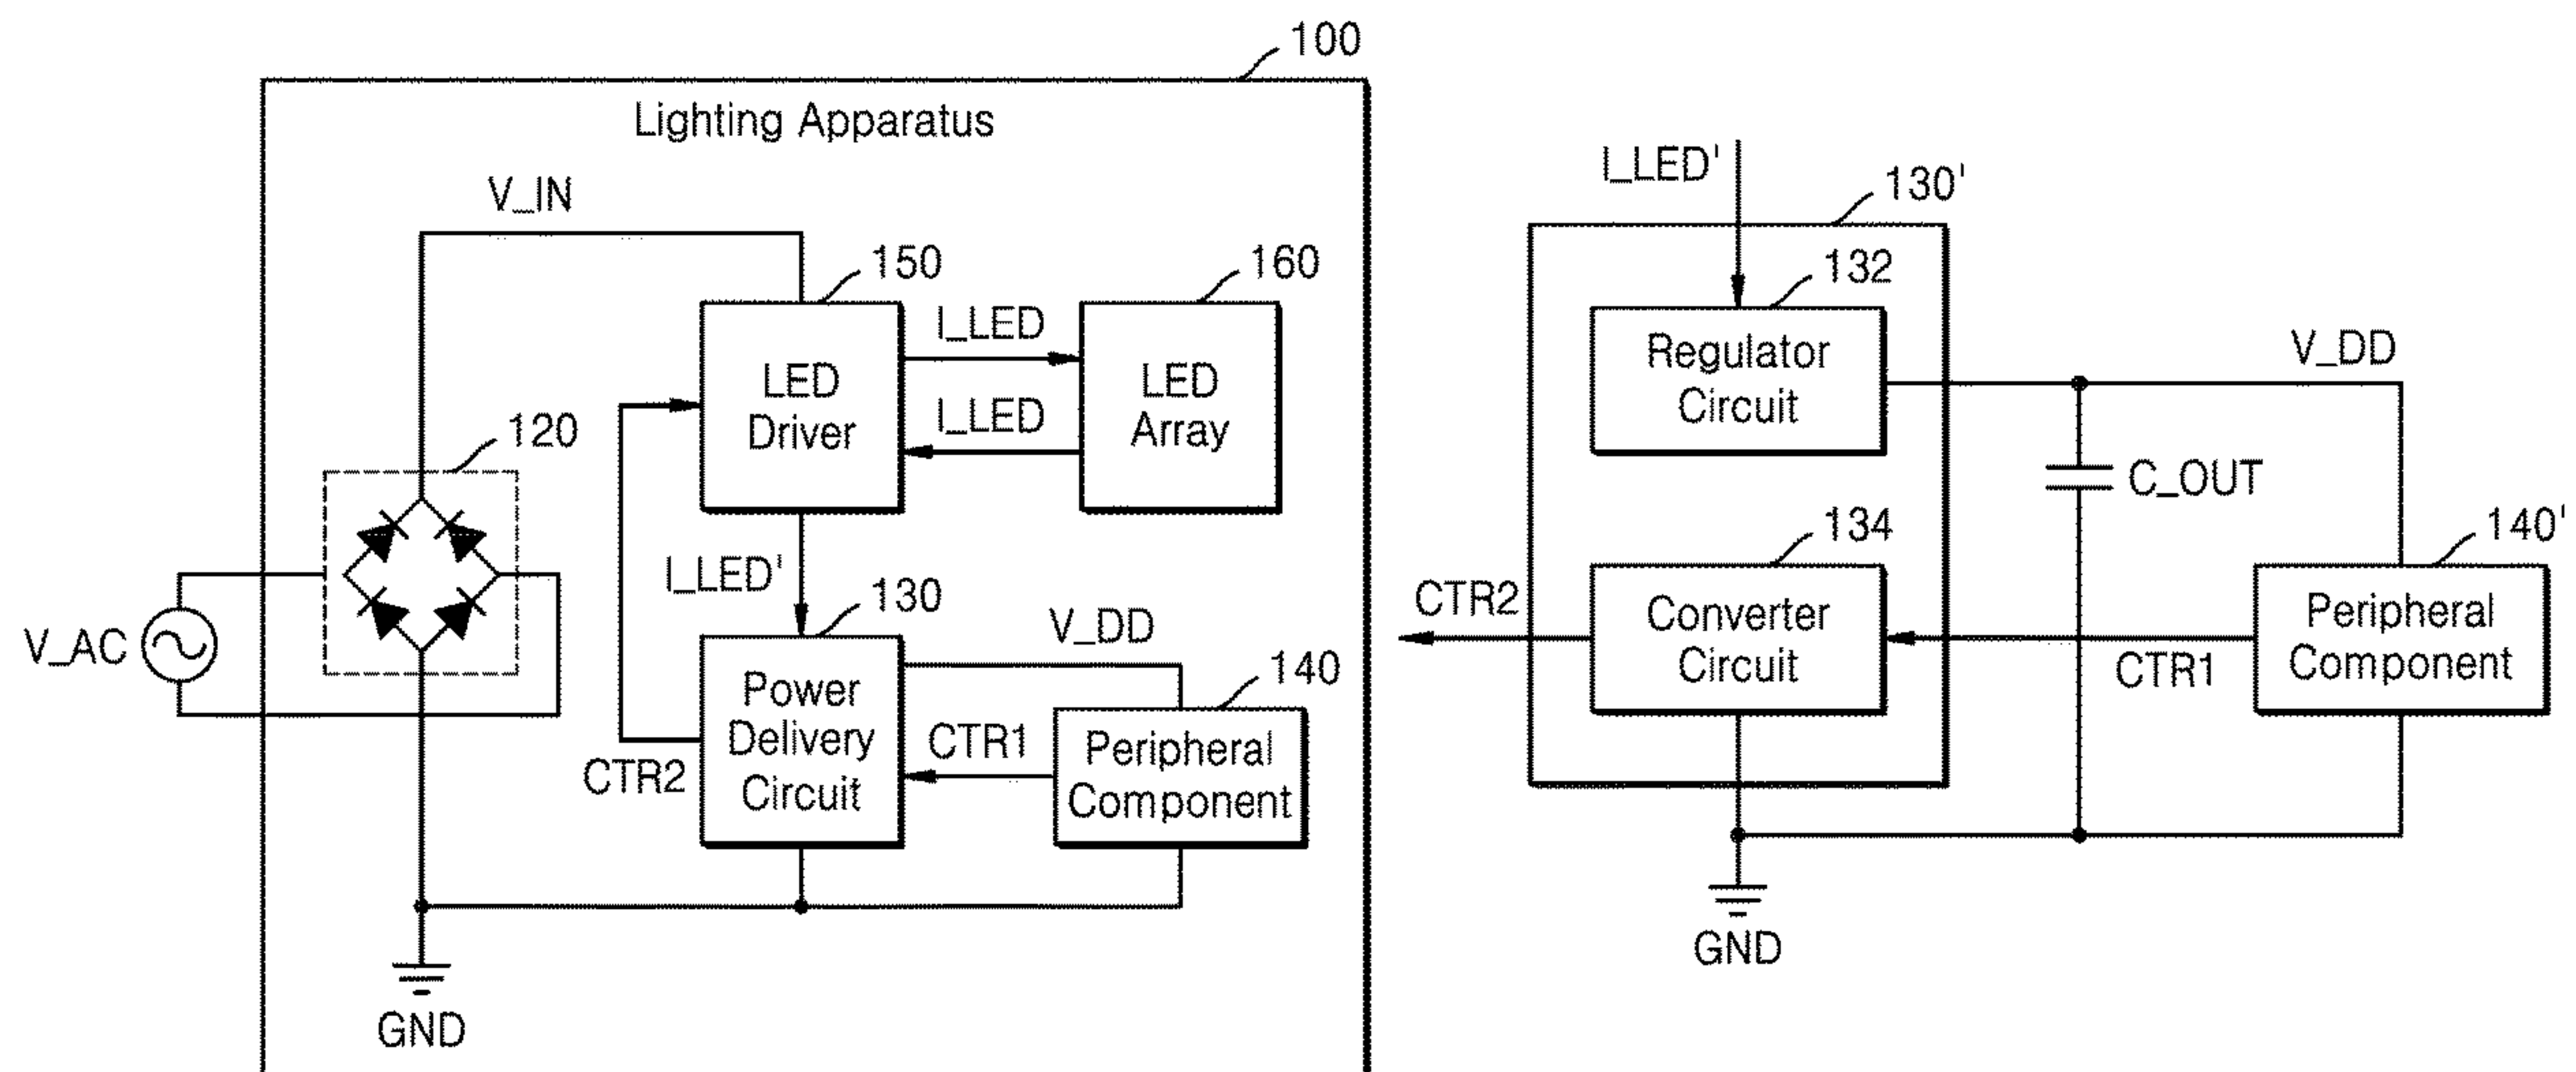 100
Lighting Apparatus
V_IN
150
160
I_LED
LED
Driver
I_LED
LED
Array
120
I_LED'
130
V_AC
V_DD
140
Power
Delivery
Circuit
CTR2
CTR1
Peripheral
Component
GND
I_LED'
130'
132
Regulator
Circuit
V_DD
C_OUT
134
140'
CTR2
Converter
Circuit
CTR1
Peripheral
Component
GND